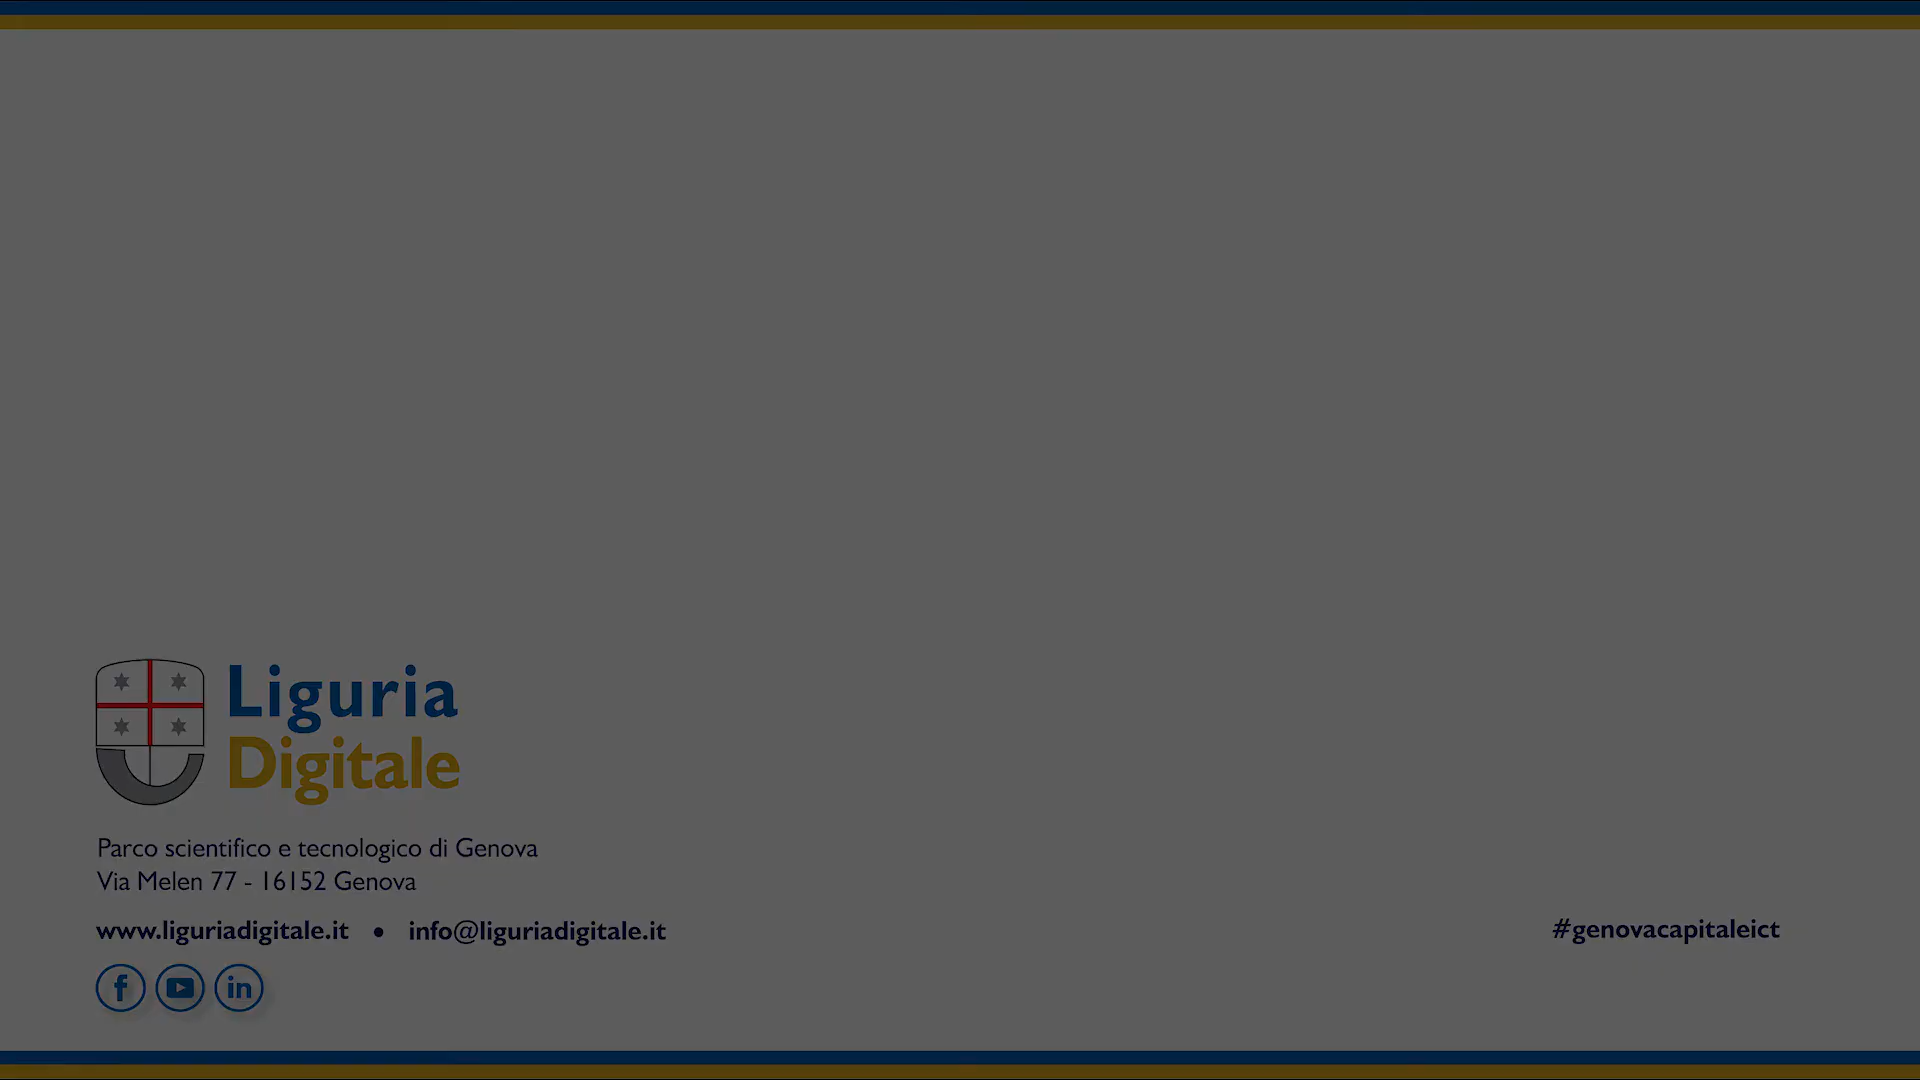 Liguria
Digitale
Parco scientifico e tecnologico di Genova
Via Melen 77 - 16152 Genova
www.liguriadigitale.it • info@liguriadigitale.it
#genovacapitaleict